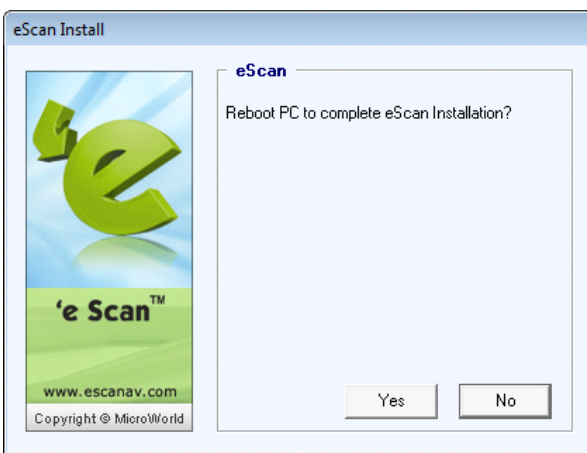 eScan Install
eScan
Reboot PC to complete eScan Installation?
'e Scan™
www.escanav.com
Copyright © MicroWorld
Yes
No